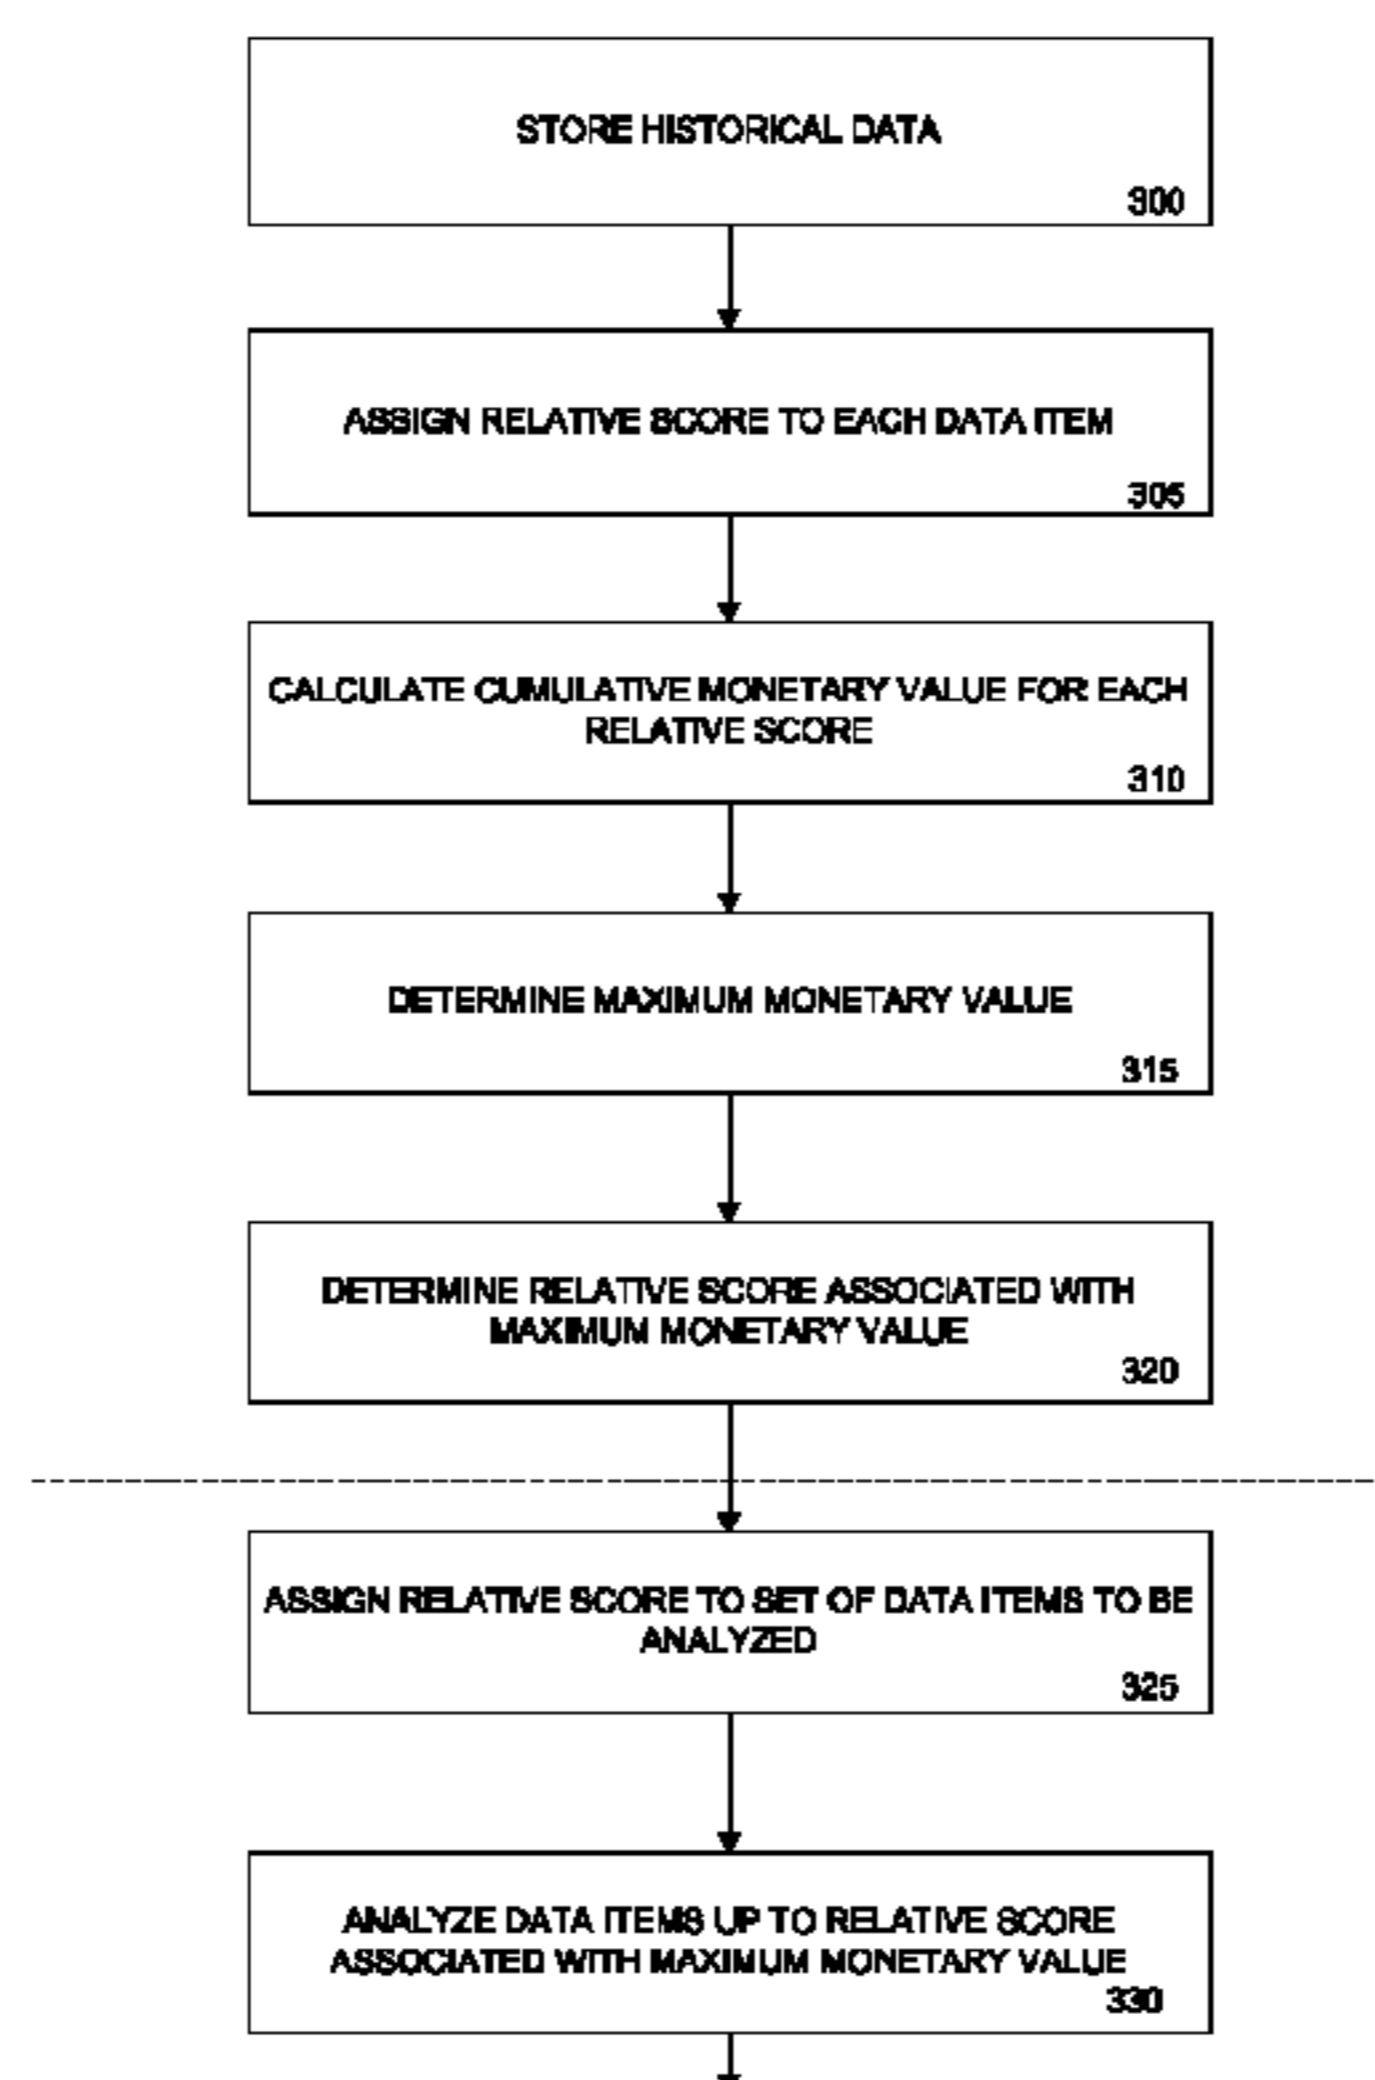 STORE HISTORICAL DATA
300
ASSIGN RELATIVE SCORE TO EACH DATA ITEM
305
CALCULATE CUMULATIVE MONETARY VALUE FOR EACH
RELATIVE SCORE
310
DETERMINE MAXIMUM MONETARY VALUE
315
DETERMINE RELATIVE SCORE ASSOCIATED WITH
MAXIMUM MONETARY VALUE
320
ASSIGN RELATIVE SCORE TO SET OF DATA ITEMS TO BE
ANALYZED
325
ANALYZE DATA ITEMS UP TO RELATIVE SCORE
ASSOCIATED WITH MAXIMUM MONETARY VALUE
330